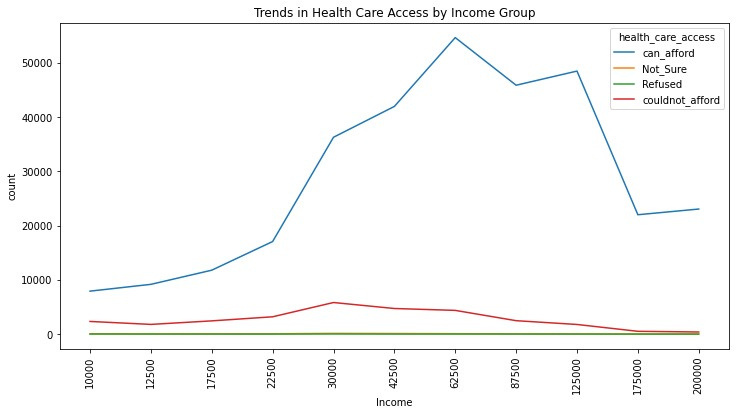 Trends in Health Care Access by Income Group
health_care_access
can_afford
Not_Sure
Refused
couldnot_afford
count
50000
40000
30000
20000
10000
0
10000
12500
17500
22500
30000
42500
62500
87500
125000
175000
200000
Income